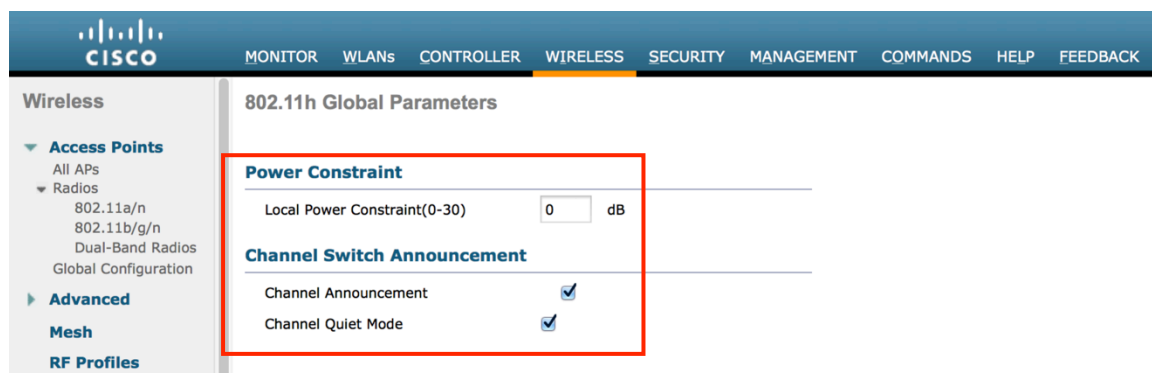 CISCO
MONITOR WLANs CONTROLLER WIRELESS SECURITY MANAGEMENT COMMANDS HELP FEEDBACK
Wireless
Access Points
All APs
Radios
802.11a/n
802.11b/g/n
Dual-Band Radios
Global Configuration
Advanced
Mesh
RF Profiles
802.11h Global Parameters
Power Constraint
Local Power Constraint(0-30) 0 dB
Channel Switch Announcement
Channel Announcement
Channel Quiet Mode